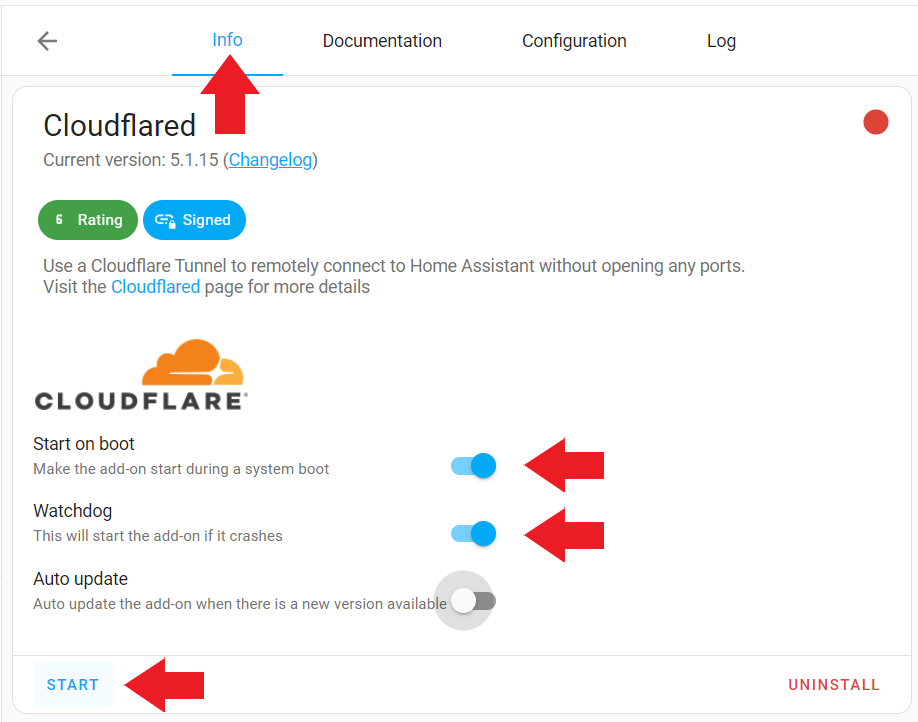 Info Documentation Configuration Log
Cloudflared
Current version: 5.1.15 (Changelog)
6 Rating Signed
Use a Cloudflare Tunnel to remotely connect to Home Assistant without opening any ports.
Visit the Cloudflared page for more details
CLOUDFLARE
Start on boot
Make the add-on start during a system boot
Watchdog
This will start the add-on if it crashes
Auto update
Auto update the add-on when there is a new version available
START UNINSTALL